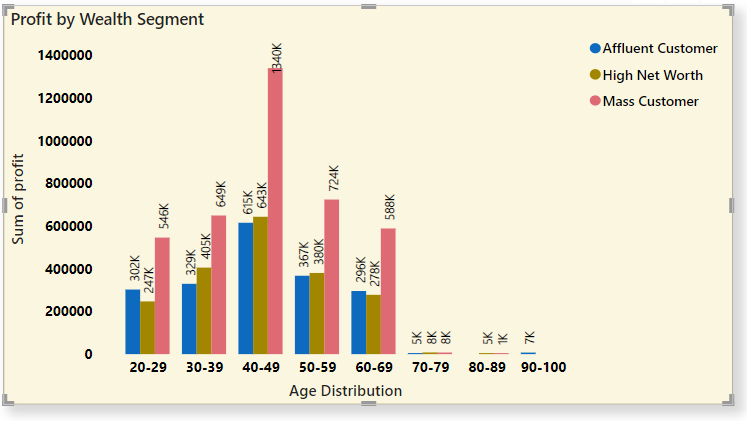 Profit by Wealth Segment
Affluent Customer
High Net Worth
Mass Customer
Sum of profit
1400000
1200000
1000000
800000
600000
400000
200000
0
302K 247K 546K
329K 405K 649K
615K 643K 1340K
367K 380K 724K
296K 278K 588K
5K 8K 8K
5K 1K
7K
20-29 30-39 40-49 50-59 60-69 70-79 80-89 90-100
Age Distribution